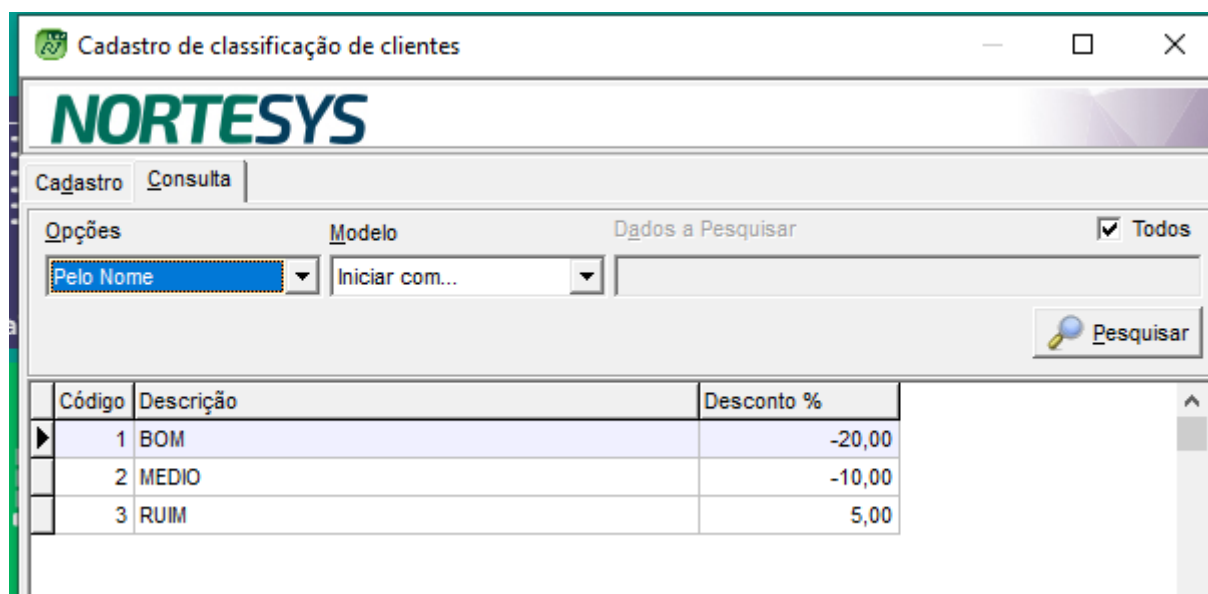 Cadastro de classificação de clientes
NORTESYS
Cadastro Consulta
Opções Modelo Dados a Pesquisar Todos
Pelo Nome Iniciar com...
Pesquisar
Código Descrição Desconto %
1 BOM -20,00
2 MEDIO -10,00
3 RUIM 5,00